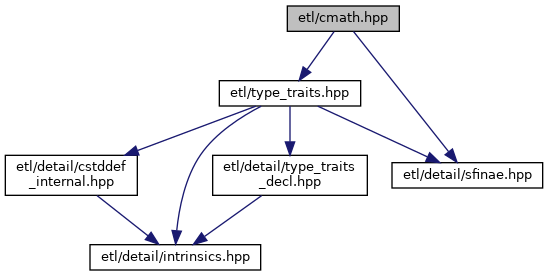 etl/cmath.hpp
etl/type_traits.hpp
etl/detail/cstddef
_internal.hpp
etl/detail/type_traits
_decl.hpp
etl/detail/sfinae.hpp
etl/detail/intrinsics.hpp